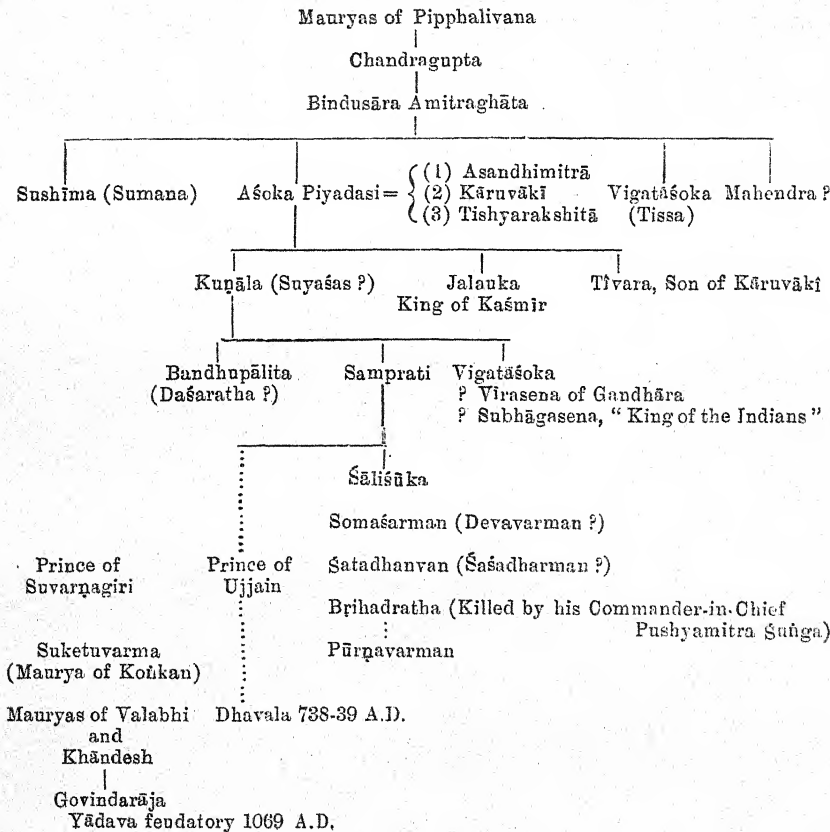 Mauryas of Pipphalivana
Chandragupta
Bindusāra Amitraghāta
Sushīma (Sumana) Aśoka Piyadasi = { (1) Asandhimitrā
(2) Kāruvākī
(3) Tishyarakshitā
Vigatāśoka Mahendra ?
(Tissa)
Kuṇāla (Suyaśas ?) Jalauka Tīvara, Son of Kāruvākī
King of Kaśmir
Bandhupālita Samprati Vigatāśoka
(Daśaratha ?) ? Virasena of Gandhāra
? Subhāgasena, "King of the Indians"
Śāliśūka
Somaśarman (Devavarman ?)
Prince of Prince of Śatadhanvan (Śaśadharman ?)
Suvarṇagiri Ujjain
Bṛihadratha (Killed by his Commander-in-Chief
Pushyamitra Śuṅga)
Suketuvarma Pūrṇavarman
(Maurya of Koṅkan)
Mauryas of Valabhi Dhavala 738-39 A.D.
and
Khāndesh
Govindarāja
Yādava feudatory 1069 A.D.